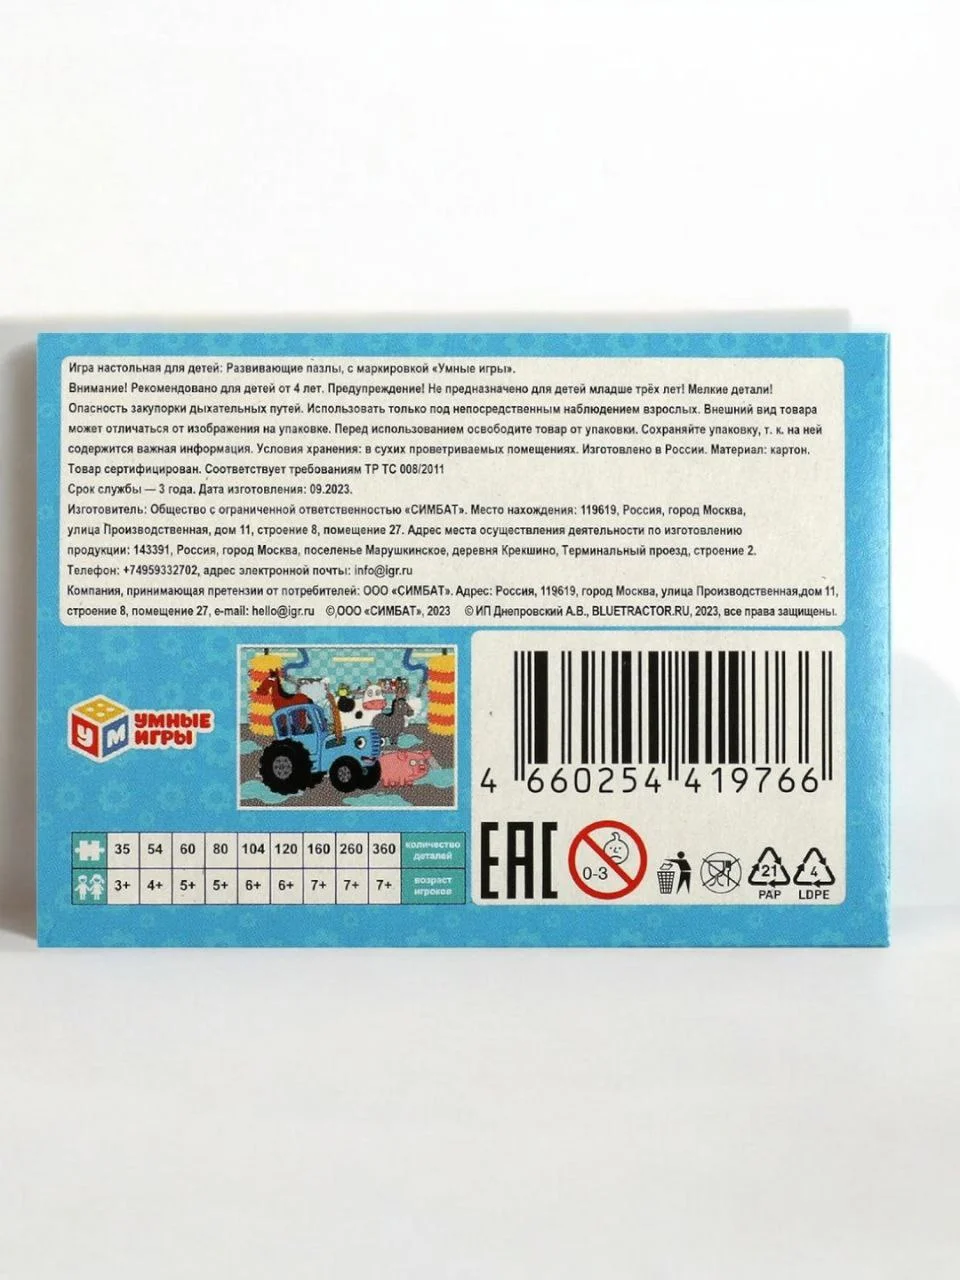 Игра настольная для детей: Развивающие пазлы, с маркировкой «Умные игры».
Внимание! Рекомендовано для детей от 4 лет. Предупреждение! Не предназначено для детей младше трёх лет! Мелкие детали!
Опасность закупорки дыхательных путей. Использовать только под непосредственным наблюдением взрослых. Внешний вид товара
может отличаться от изображения на упаковке. Перед использованием освободите товар от упаковки. Сохраняйте упаковку, т. к. на ней
содержится важная информация. Условия хранения: в сухих проветриваемых помещениях. Изготовлено в России. Материал: картон.
Товар сертифицирован. Соответствует требованиям ТР ТС 008/2011
Срок службы — 3 года. Дата изготовления: 09.2023.
Изготовитель: Общество с ограниченной ответственностью «СИМБАТ». Место нахождения: 119619, Россия, город Москва,
улица Производственная, дом 11, строение 8, помещение 27. Адрес места осуществления деятельности по изготовлению
продукции: 143391, Россия, город Москва, поселенье Марушкинское, деревня Крекшино, Терминальный проезд, строение 2.
Телефон: +74959332702, адрес электронной почты: info@igr.ru
Компания, принимающая претензии от потребителей: ООО «СИМБАТ». Адрес: Россия, 119619, город Москва, улица Производственная,дом 11,
строение 8, помещение 27, e-mail: hello@igr.ru ©,ООО «СИМБАТ», 2023 © ИП Днепровский А.В., BLUETRACTOR.RU, 2023, все права защищены.
УМ УМНЫЕ
ИГРЫ
4 660254 419766
35 54 60 80 104 120 160 260 360 количество
деталей
3+ 4+ 5+ 5+ 6+ 6+ 7+ 7+ 7+ возраст
игроков
EAC 0-3 21 4
PAP LDPE